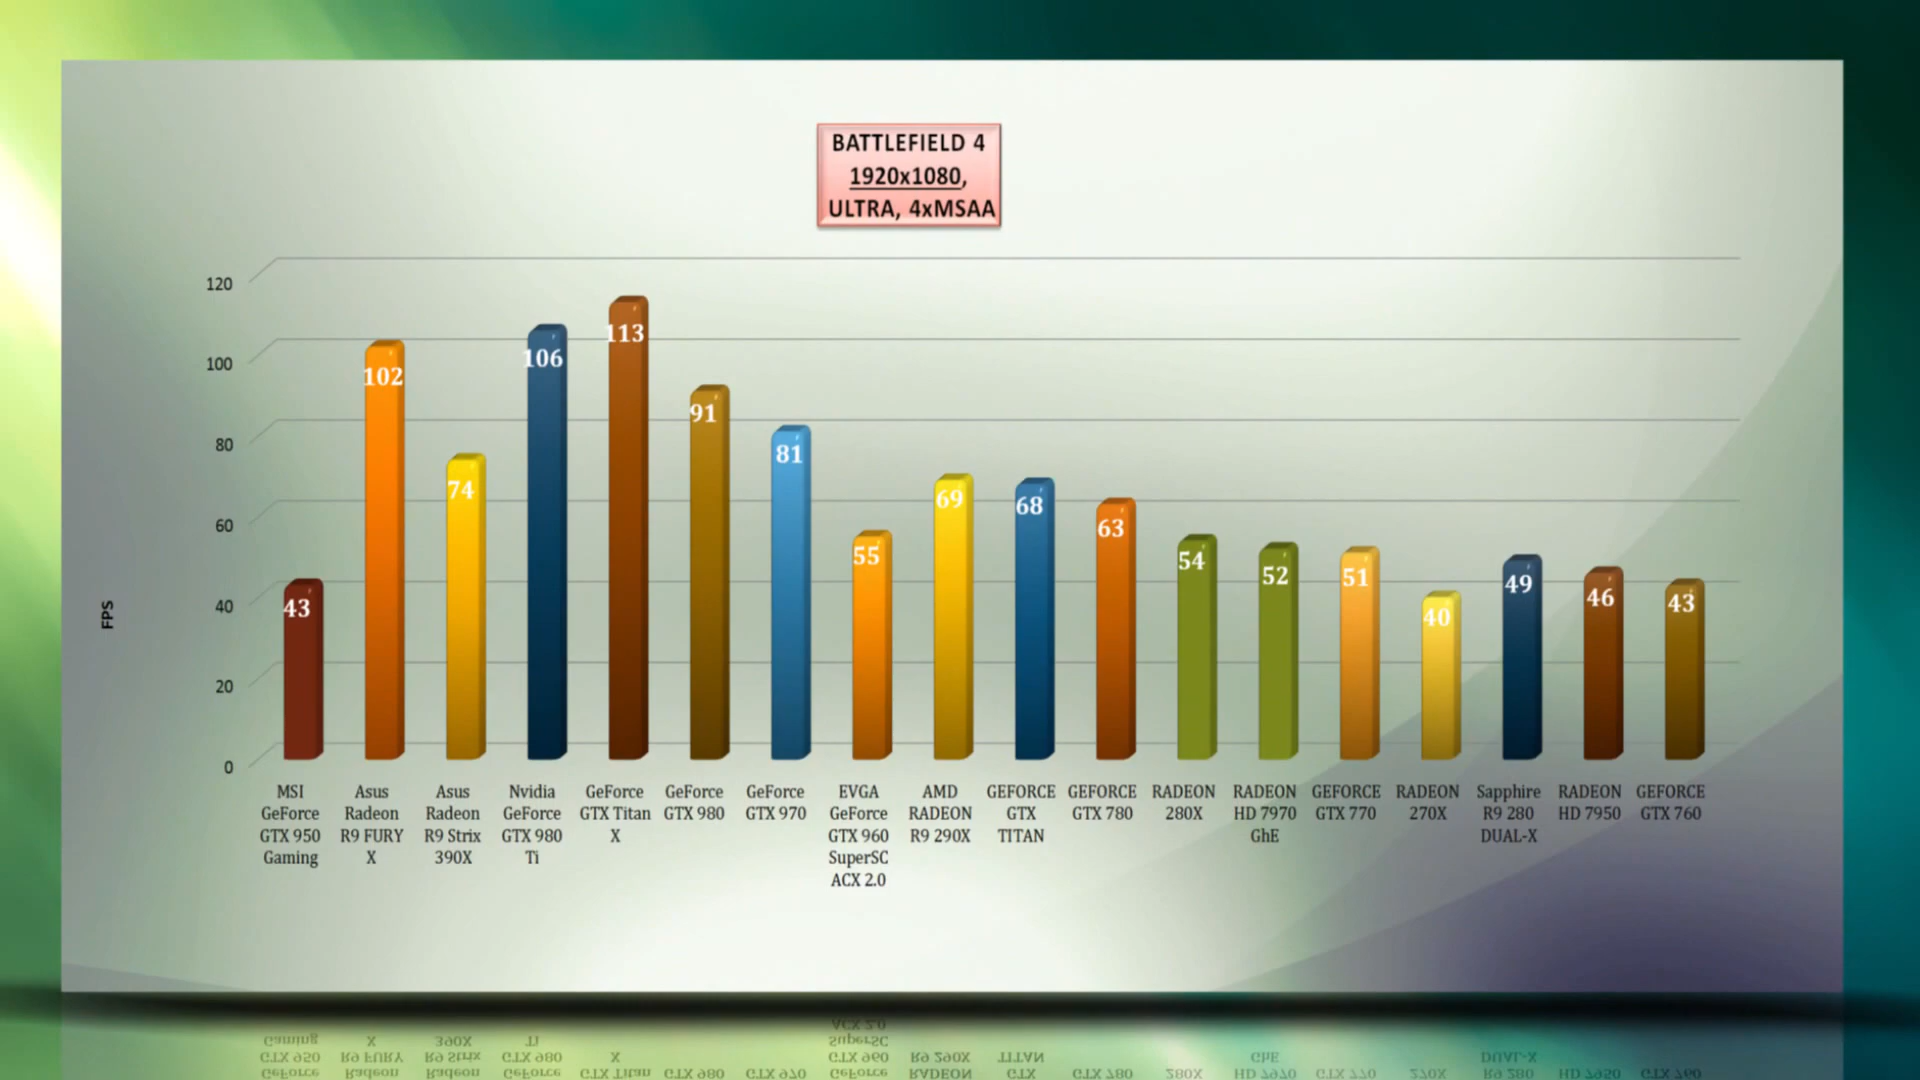 BATTLEFIELD 4
1920x1080,
ULTRA, 4xMSAA
120
100
80
60
40
20
0
FPS
43
102
74
106
113
91
81
55
69
68
63
54
52
51
40
49
46
43
MSI
GeForce
GTX 950
Gaming
Asus
Radeon
R9 FURY
X
Asus
Radeon
R9 Strix
390X
Nvidia
GeForce
GTX 980
Ti
GeForce
GTX Titan
X
GeForce
GTX 980
GeForce
GTX 970
EVGA
GeForce
GTX 960
SuperSC
ACX 2.0
AMD
RADEON
R9 290X
GEFORCE
GTX
TITAN
GEFORCE
GTX 780
RADEON
280X
RADEON
HD 7970
GhE
GEFORCE
GTX 770
RADEON
270X
Sapphire
R9 280
DUAL-X
RADEON
HD 7950
GEFORCE
GTX 760